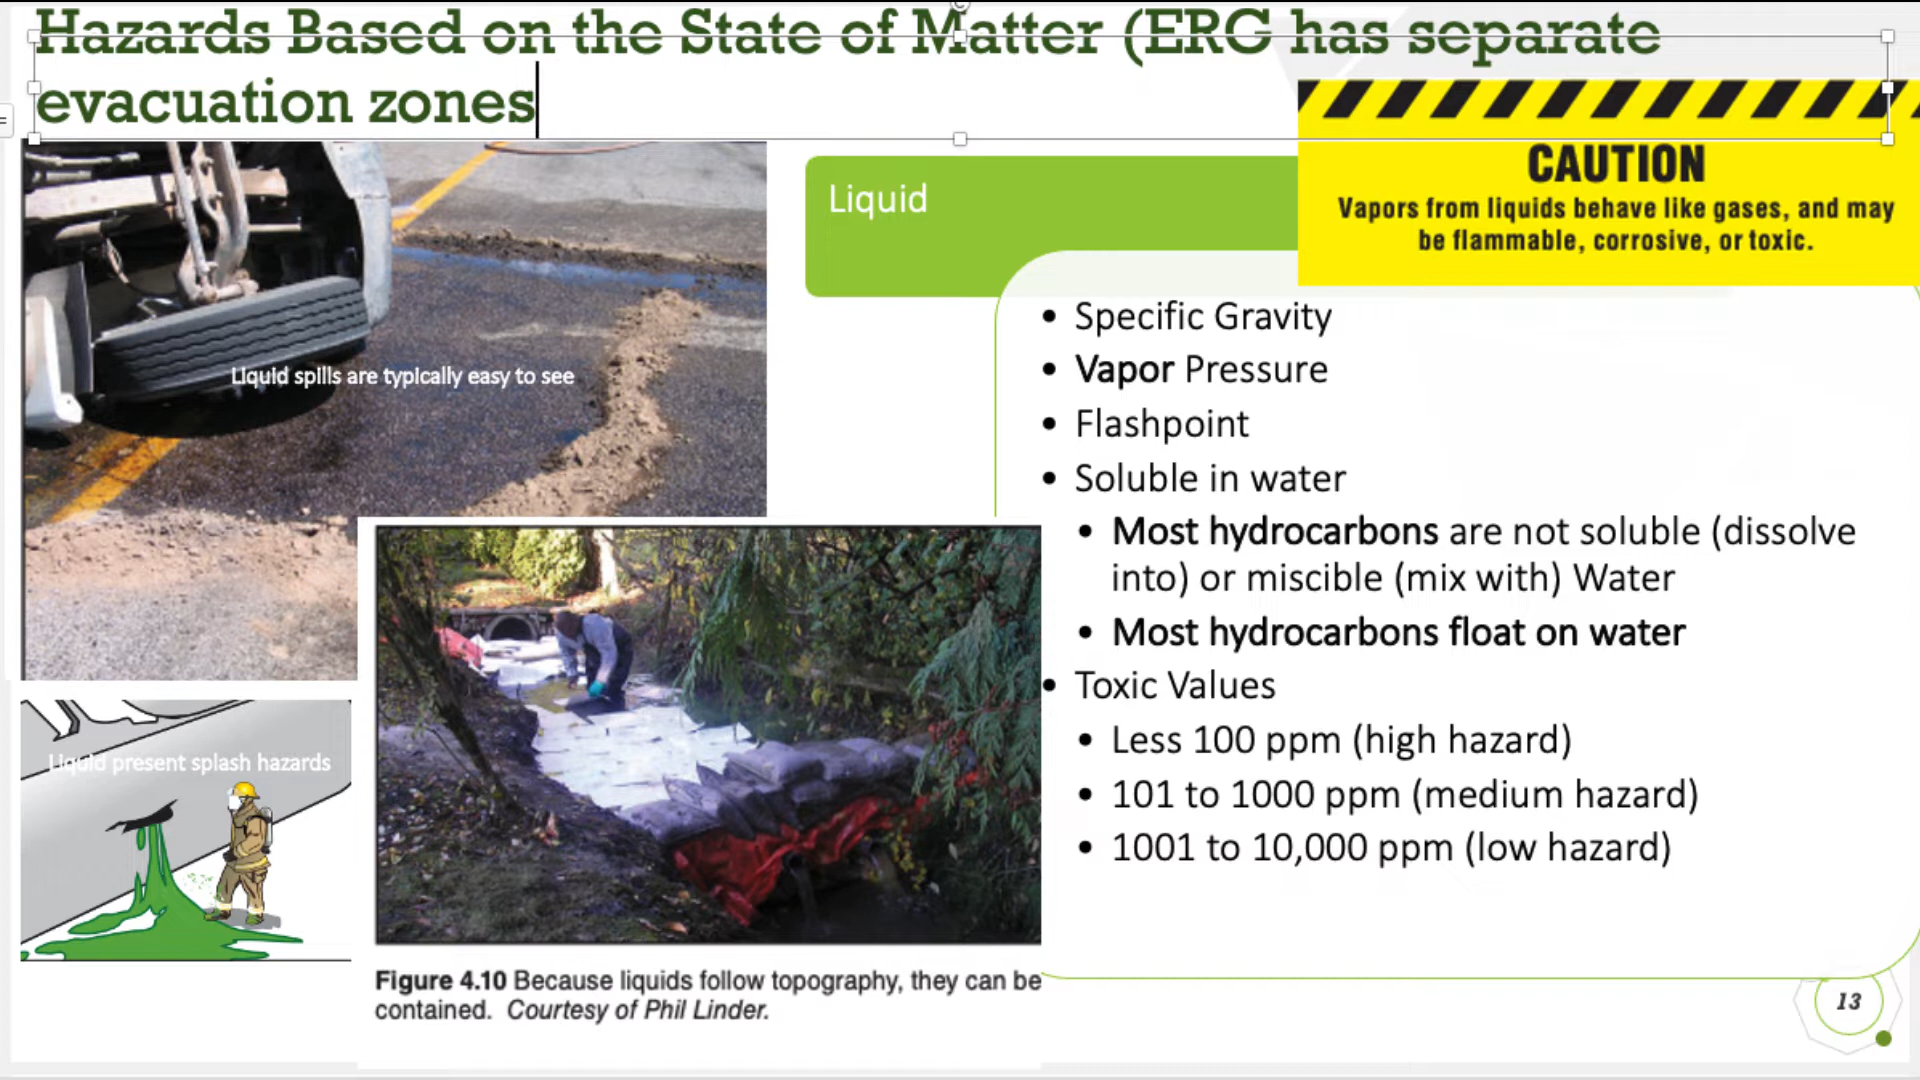 Hazards Based on the State of Matter (ERG has separate
evacuation zones
CAUTION
Vapors from liquids behave like gases, and may
be flammable, corrosive, or toxic.
Liquid
• Specific Gravity
• Vapor Pressure
• Flashpoint
• Soluble in water
• Most hydrocarbons are not soluble (dissolve
into) or miscible (mix with) Water
• Most hydrocarbons float on water
• Toxic Values
• Less 100 ppm (high hazard)
• 101 to 1000 ppm (medium hazard)
• 1001 to 10,000 ppm (low hazard)
Liquid spills are typically easy to see
Liquid present splash hazards
Figure 4.10 Because liquids follow topography, they can be
contained. Courtesy of Phil Linder.
13